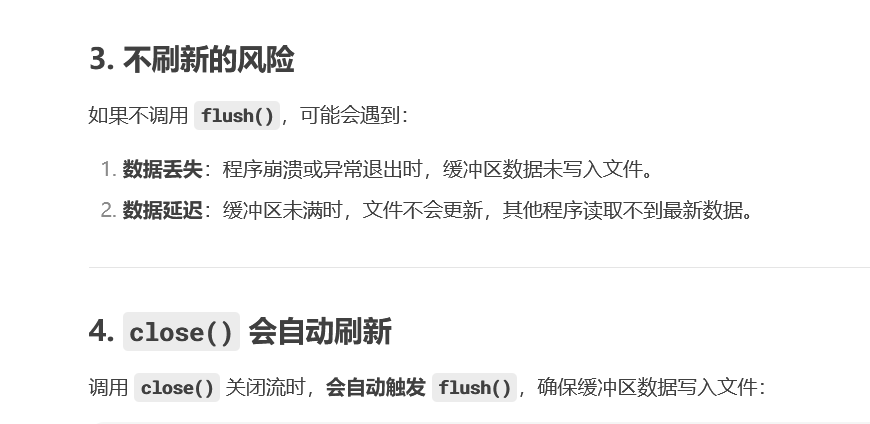 3. 不刷新的风险
如果不调用 flush()，可能会遇到：
1. 数据丢失：程序崩溃或异常退出时，缓冲区数据未写入文件。
2. 数据延迟：缓冲区未满时，文件不会更新，其他程序读取不到最新数据。
4. close() 会自动刷新
调用 close() 关闭流时，会自动触发 flush()，确保缓冲区数据写入文件：